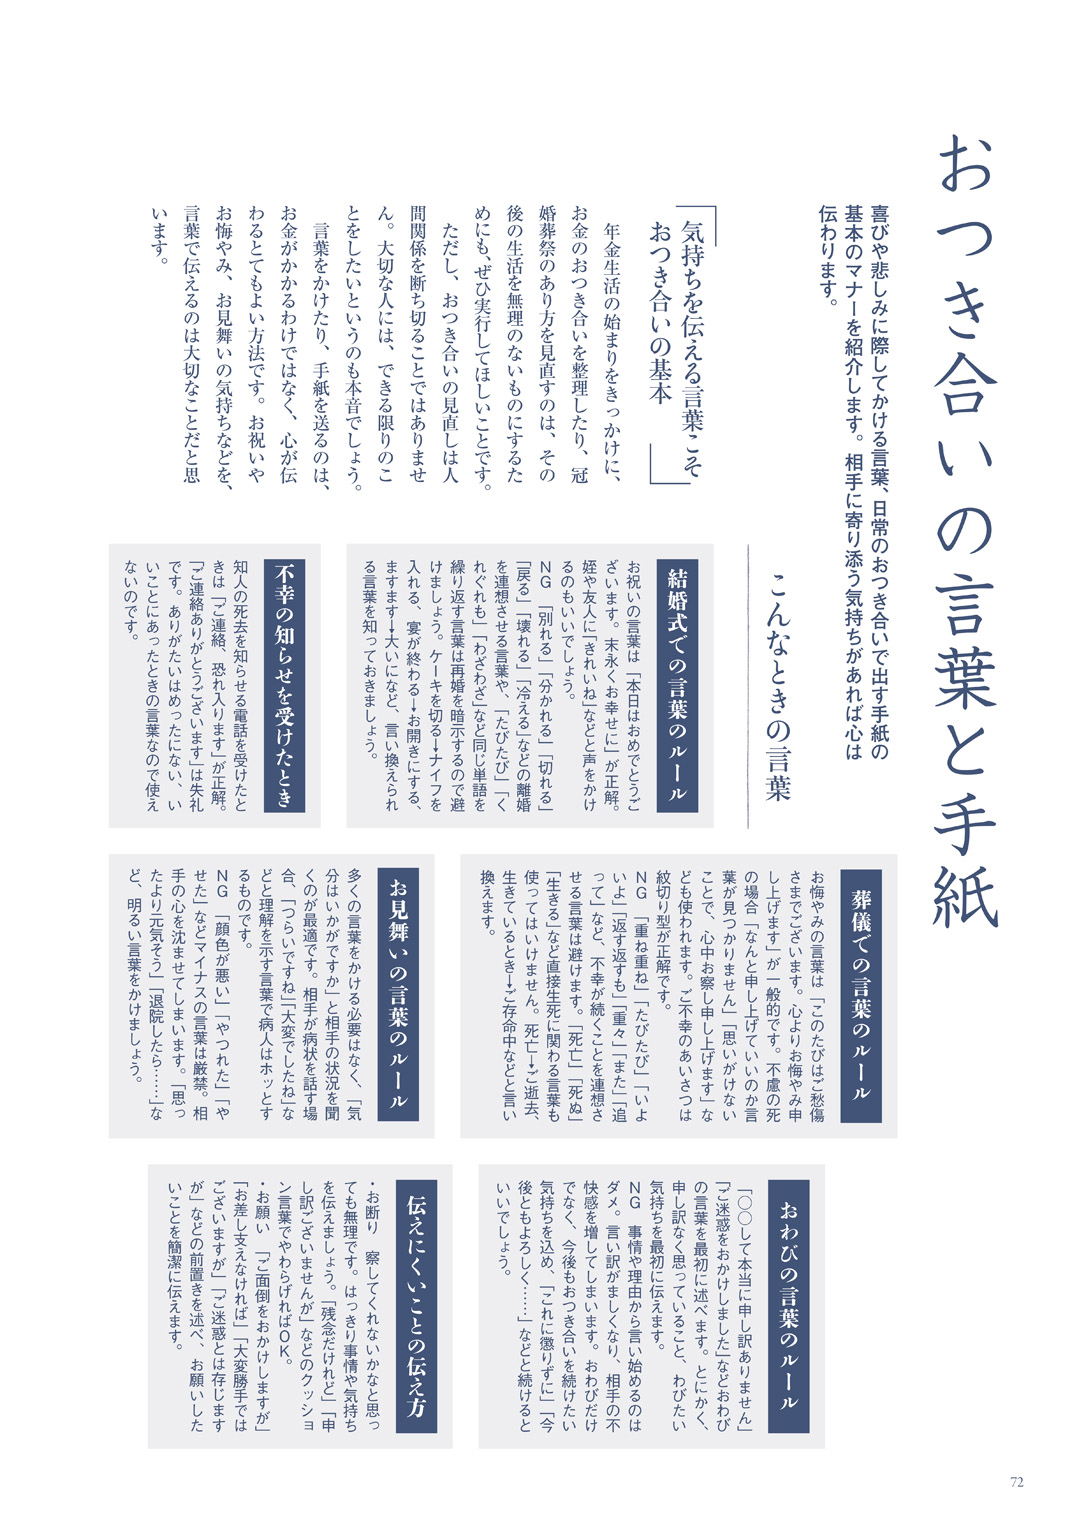 おつき合いの言葉と手紙
喜びや悲しみに際してかける言葉、日常のおつき合いで出す手紙の
基本のマナーを紹介します。相手に寄り添う気持ちがあれば心は
伝わります。
気持ちを伝える言葉こそ
おつき合いの基本
年金生活の始まりをきっかけに、
お金のおつき合いを整理したり、冠
婚葬祭のあり方を見直すのは、その
後の生活を無理のないものにするた
めにも、ぜひ実行してほしいことです。
ただし、おつき合いの見直しは人
間関係を断ち切ることではありませ
ん。大切な人には、できる限りのこ
とをしたいというのも本音でしょう。
言葉をかけたり、手紙を送るのは、
お金がかかるわけではなく、心が伝
わるとてもよい方法です。お祝いや
お悔やみ、お見舞いの気持ちなどを、
言葉で伝えるのは大切なことだと思
います。
こんなときの言葉
結婚式での言葉のルール
お祝いの言葉は「本日はおめでとうご
ざいます。末永くお幸せに」が正解。
姪や友人に「きれいね」などと声をかけ
るのもいいでしょう。
NG 「別れる」「分かれる」「切れる」
「戻る」「壊れる」「冷える」などの離婚
を連想させる言葉や、「たびたび」「く
れぐれも」「わざわざ」など同じ単語を
繰り返す言葉は再婚を暗示するので避
けましょう。ケーキを切る→ナイフを
入れる、宴が終わる→お開きにする、
ますます→大いになど、言い換えられ
る言葉を知っておきましょう。
不幸の知らせを受けたとき
知人の死去を知らせる電話を受けたと
きは「ご連絡、恐れ入ります」が正解。
「ご連絡ありがとうございます」は失礼
です。ありがたいはめったにない、い
いことにあったときの言葉なので使え
ないのです。
葬儀での言葉のルール
お悔やみの言葉は「このたびはご愁傷
さまでございます。心よりお悔やみ申
し上げます」が一般的です。不慮の死
の場合「なんと申し上げていいのか言
葉が見つかりません」「思いがけない
ことで、心中お察し申し上げます」な
ども使われます。ご不幸のあいさつは
紋切り型が正解です。
NG 「重ね重ね」「たびたび」「いよ
いよ」「返す返すも」「重々」「また」「追
って」など、不幸が続くことを連想さ
せる言葉は避けます。「死亡」「死ぬ」
「生きる」など直接生死に関わる言葉も
使ってはいけません。死亡→ご逝去、
生きているとき→ご存命中などと言い
換えます。
お見舞いの言葉のルール
多くの言葉をかける必要はなく、「気
分はいかがですか」と相手の状況を聞
くのが最適です。相手が病状を話す場
合、「つらいですね」「大変でしたね」な
どと理解を示す言葉で病人はホッとす
るものです。
NG 「顔色が悪い」「やつれた」「や
せた」などマイナスの言葉は厳禁。相
手の心を沈ませてしまいます。「思っ
たより元気そう」「退院したら……」な
ど、明るい言葉をかけましょう。
おわびの言葉のルール
「○○して本当に申し訳ありません」
「ご迷惑をおかけしました」などおわび
の言葉を最初に述べます。とにかく、
申し訳なく思っていること、わびたい
気持ちを最初に伝えます。
NG 事情や理由から言い始めるのは
ダメ。言い訳がましくなり、相手の不
快感を増してしまいます。おわびだけ
でなく、今後もおつき合いを続けたい
気持ちを込め、「これに懲りずに」「今
後ともよろしく……」などと続けると
いいでしょう。
伝えにくいことの伝え方
・お断り 察してくれないかなと思っ
ても無理です。はっきり事情や気持ち
を伝えましょう。「残念だけれど」「申
し訳ございませんが」などのクッショ
ン言葉でやわらげればOK。
・お願い 「ご面倒をおかけしますが」
「お差し支えなければ」「大変勝手では
ございますが」「ご迷惑とは存じます
が」などの前置きを述べ、お願いした
いことを簡潔に伝えます。
72